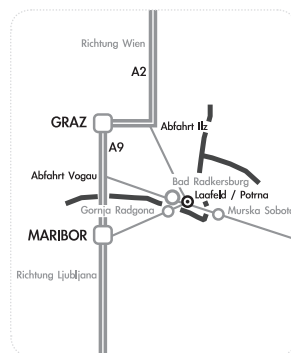 Richtung Wien
A2
GRAZ
Abfahrt Ilz
A9
Abfahrt Vogau
Bad Radkersburg
Laafeld / Potrna
Gornja Radgona
Murska Sobota
MARIBOR
Richtung Ljubljana